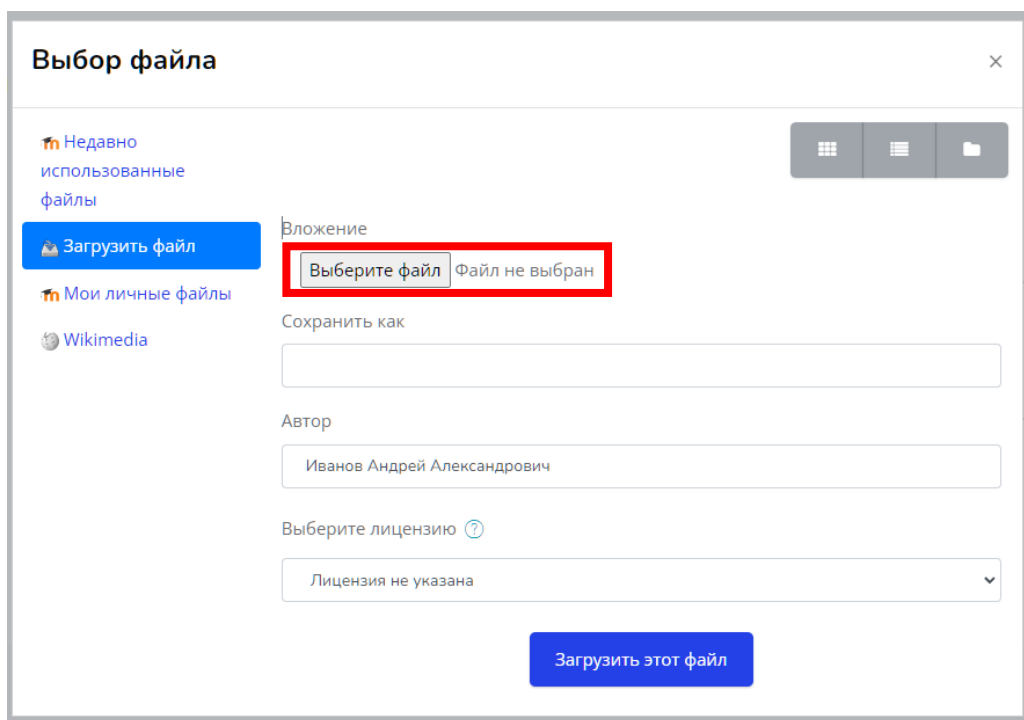 Выбор файла
×
Недавно
использованные
файлы
Загрузить файл
Мои личные файлы
Wikimedia
Вложение
Выберите файл Файл не выбран
Сохранить как
Автор
Иванов Андрей Александрович
Выберите лицензию ?
Лицензия не указана
Загрузить этот файл